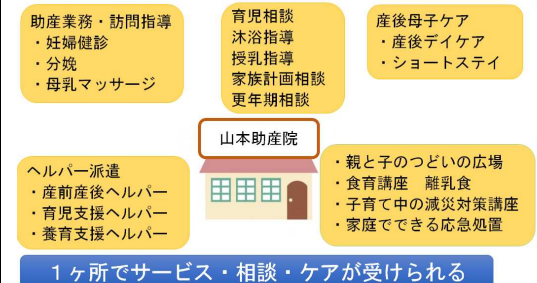 助産業務・訪問指導
・妊婦健診
・分娩
・母乳マッサージ
育児相談
沐浴指導
授乳指導
家族計画相談
更年期相談
産後母子ケア
・産後デイケア
・ショートステイ
山本助産院
ヘルパー派遣
・産前産後ヘルパー
・育児支援ヘルパー
・養育支援ヘルパー
・親と子のつどいの広場
・食育講座　離乳食
・子育て中の減災対策講座
・家庭でできる応急処置
１ヶ所でサービス・相談・ケアが受けられる